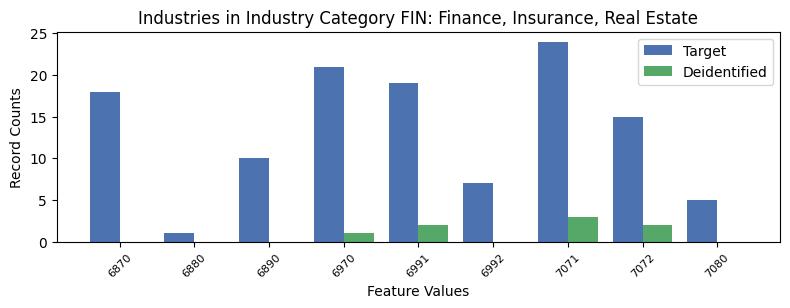 Industries in Industry Category FIN: Finance, Insurance, Real Estate
25
20
15
10
5
0
Record Counts
Target
Deidentified
6870 6880 6890 6970 6991 6992 7071 7072 7080
Feature Values